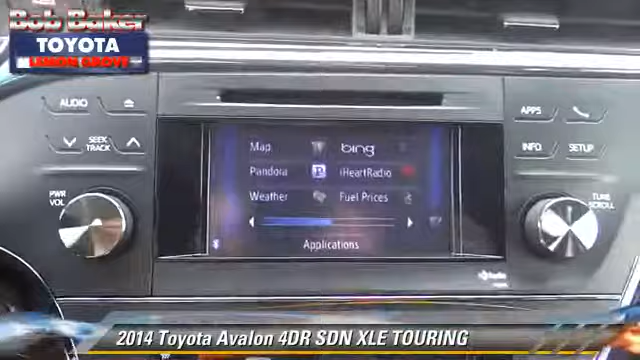 Bob Baker
TOYOTA
LEMON GROVE
AUDIO
APPS
SEEK
TRACK
INFO
SETUP
PWR
VOL
TUNE
SCROLL
Map
bing
Pandora
P
iHeartRadio
Weather
Fuel Prices
Applications
2014 Toyota Avalon 4DR SDN XLE TOURING